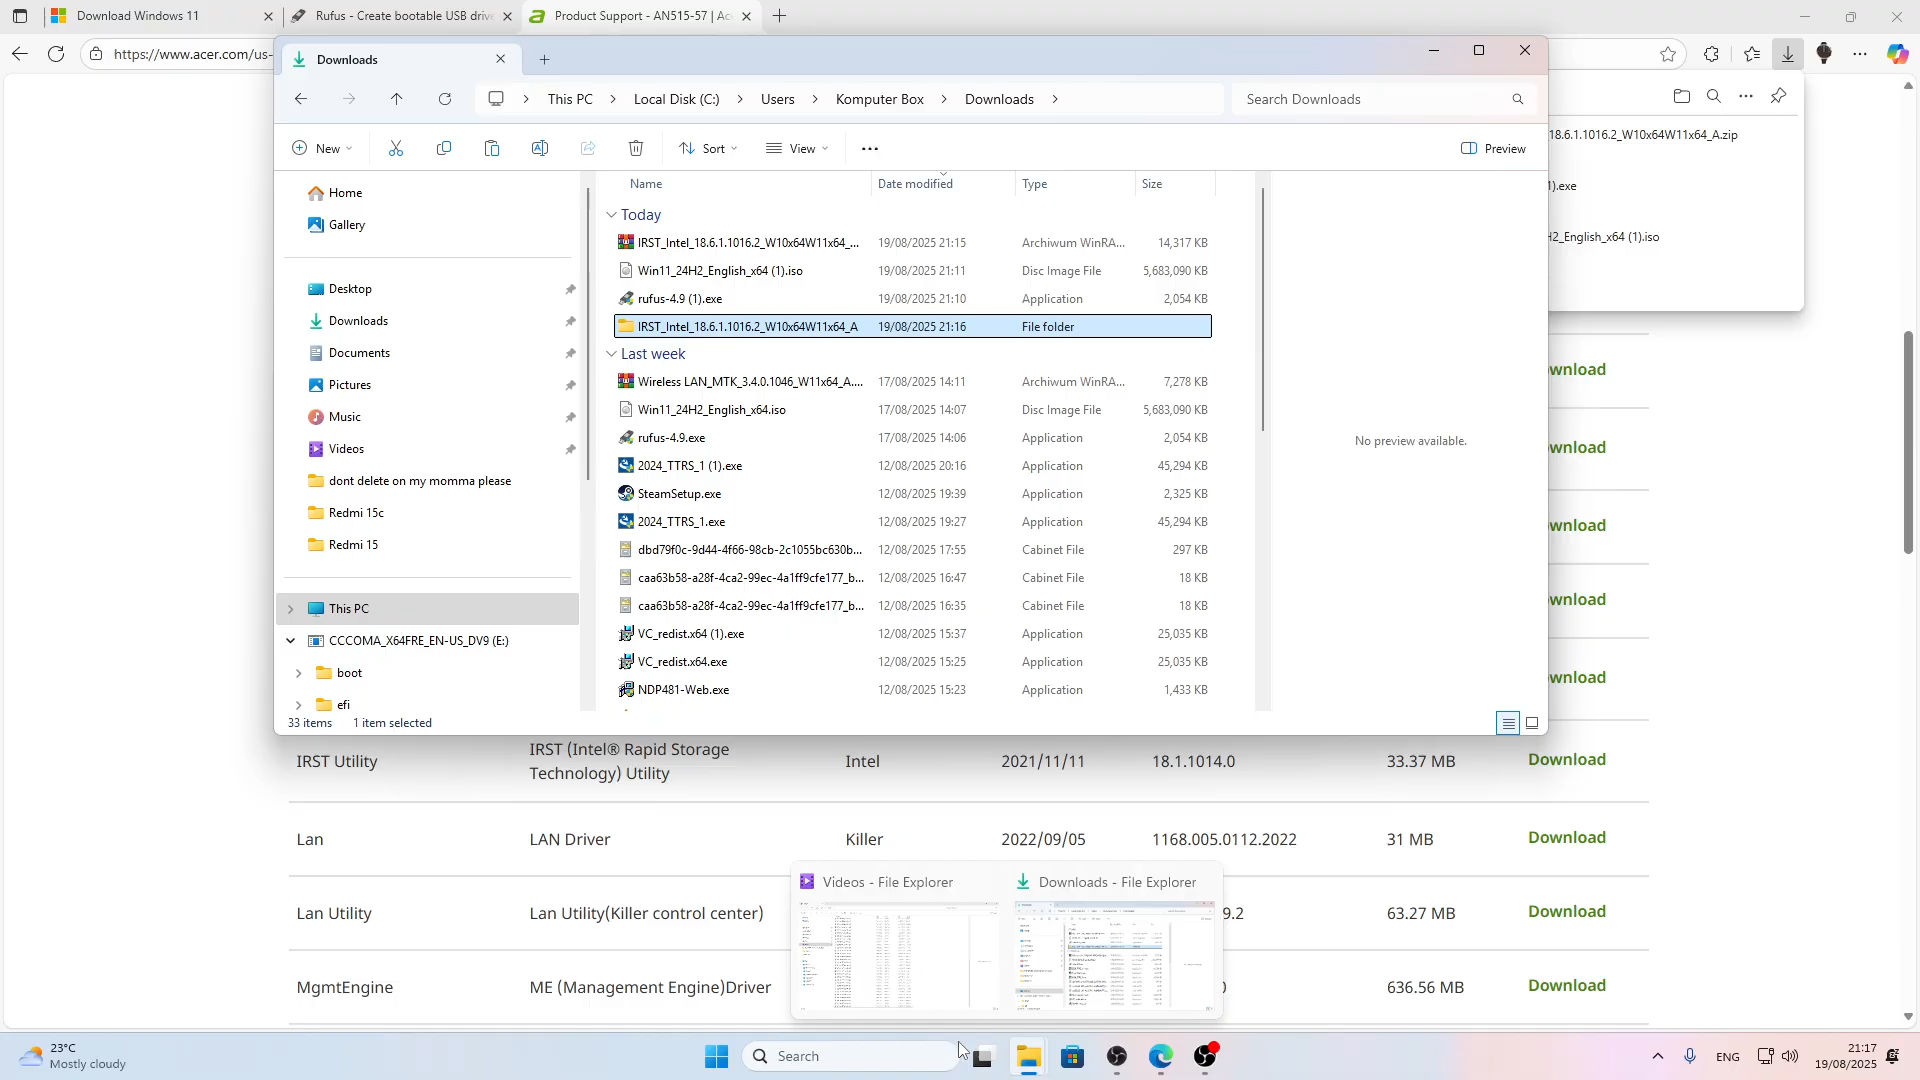 Download Windows 11
Rufus - Create bootable USB drive
Product Support - AN515-57 | Ac
https://www.acer.com/us-
Downloads
This PC
Local Disk (C:)
Users
Komputer Box
Downloads
Search Downloads
New
Sort
View
Preview
Home
Gallery
Desktop
Downloads
Documents
Pictures
Music
Videos
dont delete on my momma please
Redmi 15c
Redmi 15
This PC
CCCOMA_X64FRE_EN-US_DV9 (E:)
boot
efi
33 items 1 item selected
Name Date modified Type Size
Today
IRST_Intel_18.6.1.1016.2_W10x64W11x64_... 19/08/2025 21:15 Archiwum WinRA... 14,317 KB
Win11_24H2_English_x64 (1).iso 19/08/2025 21:11 Disc Image File 5,683,090 KB
rufus-4.9 (1).exe 19/08/2025 21:10 Application 2,054 KB
IRST_Intel_18.6.1.1016.2_W10x64W11x64_A 19/08/2025 21:16 File folder
Last week
Wireless LAN_MTK_3.4.0.1046_W11x64_A.... 17/08/2025 14:11 Archiwum WinRA... 7,278 KB
Win11_24H2_English_x64.iso 17/08/2025 14:07 Disc Image File 5,683,090 KB
rufus-4.9.exe 17/08/2025 14:06 Application 2,054 KB
2024_TTRS_1 (1).exe 12/08/2025 20:16 Application 45,294 KB
SteamSetup.exe 12/08/2025 19:39 Application 2,325 KB
2024_TTRS_1.exe 12/08/2025 19:27 Application 45,294 KB
dbd79f0c-9d44-4f66-98cb-2c1055bc630b... 12/08/2025 17:55 Cabinet File 297 KB
caa63b58-a28f-4ca2-99ec-4a1ff9cfe177_b... 12/08/2025 16:47 Cabinet File 18 KB
caa63b58-a28f-4ca2-99ec-4a1ff9cfe177_b... 12/08/2025 16:35 Cabinet File 18 KB
VC_redist.x64 (1).exe 12/08/2025 15:37 Application 25,035 KB
VC_redist.x64.exe 12/08/2025 15:25 Application 25,035 KB
NDP481-Web.exe 12/08/2025 15:23 Application 1,433 KB
No preview available.
18.6.1.1016.2_W10x64W11x64_A.zip
1).exe
H2_English_x64 (1).iso
wnload
wnload
wnload
wnload
wnload
IRST Utility IRST (Intel® Rapid Storage Technology) Utility Intel 2021/11/11 18.1.1014.0 33.37 MB Download
Lan LAN Driver Killer 2022/09/05 1168.005.0112.2022 31 MB Download
Lan Utility Lan Utility(Killer control center) 9.2 63.27 MB Download
MgmtEngine ME (Management Engine)Driver 636.56 MB Download
Videos - File Explorer
Downloads - File Explorer
23°C
Mostly cloudy
Search
ENG
21:17
19/08/2025